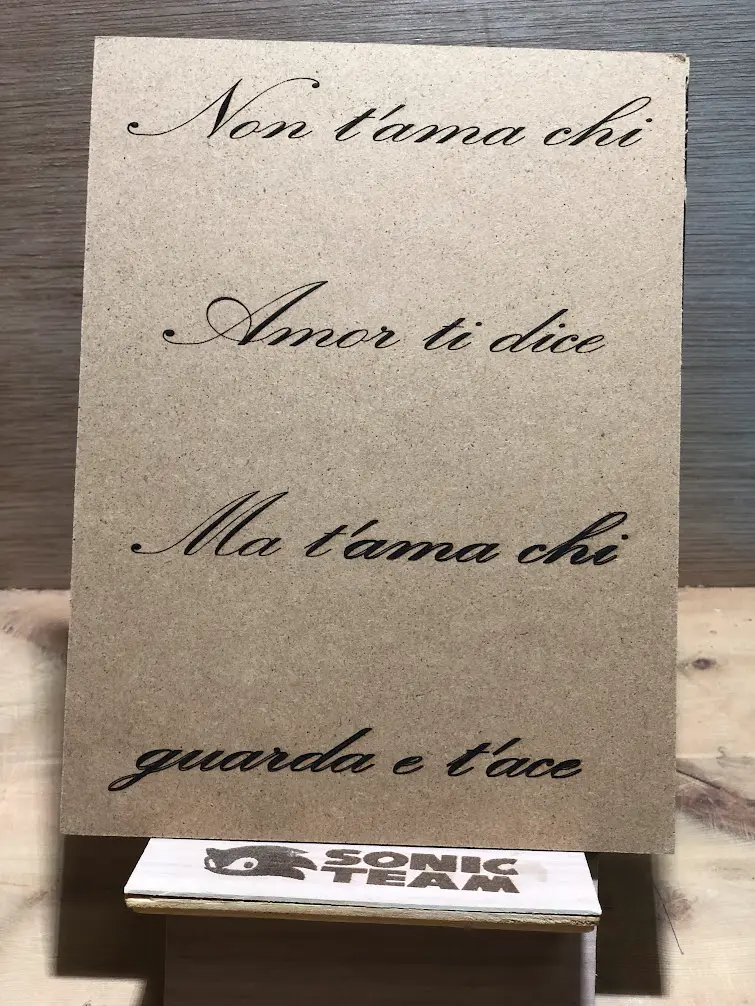 Non t'ama chi
Amor ti dice
Ma t'ama chi
guarda e t'ace
SONIC
TEAM